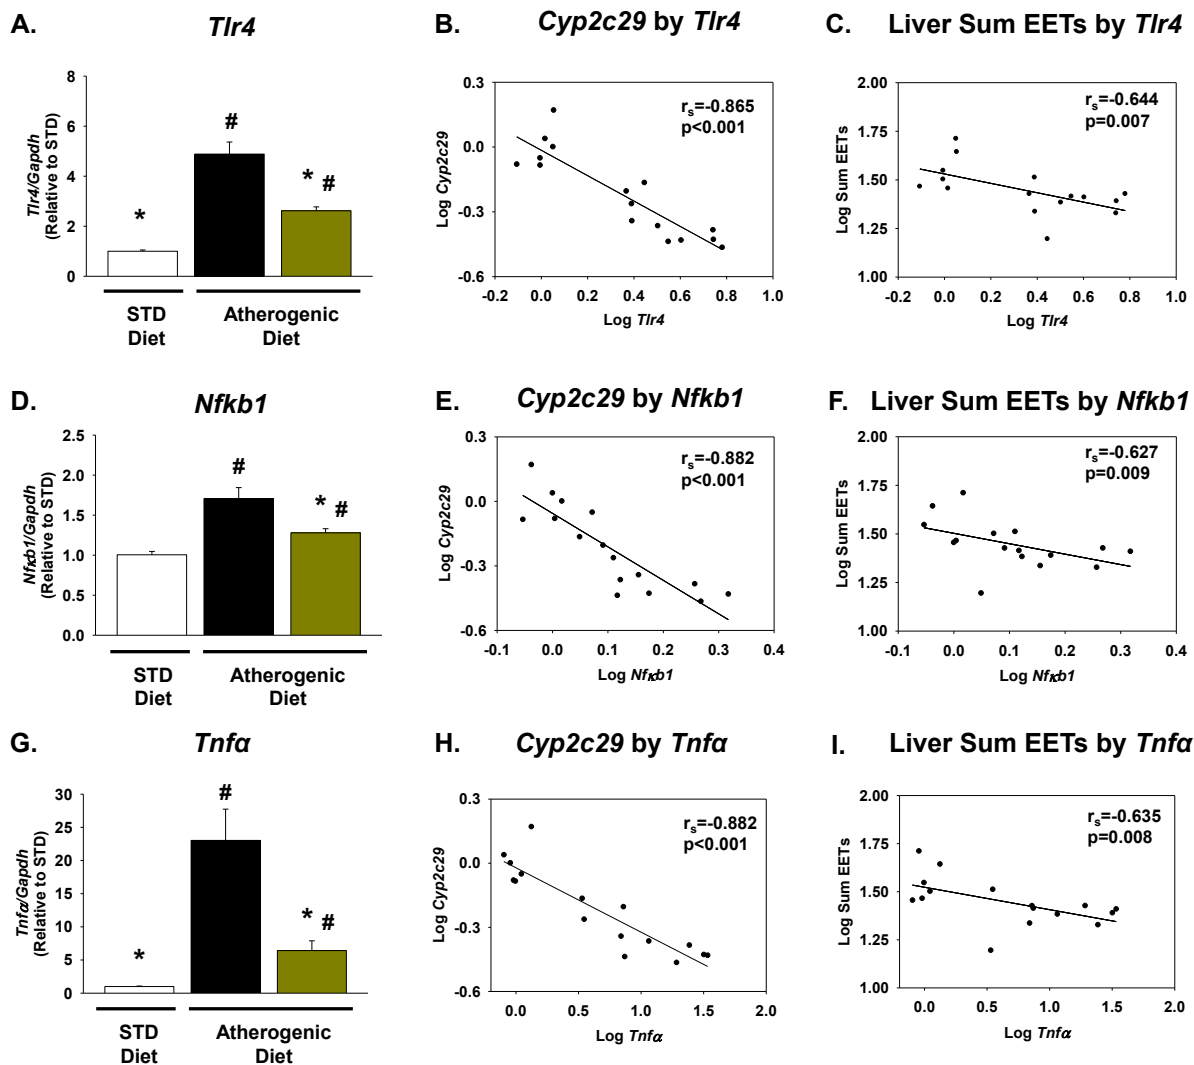 A. Tlr4
Tlr4/Gapdh
(Relative to STD)
8
6
4
2
0
*
#
* #
STD
Diet
Atherogenic
Diet
B. Cyp2c29 by Tlr4
Log Cyp2c29
0.3
0.0
-0.3
-0.6
rs=-0.865
p<0.001
-0.2 0.0 0.2 0.4 0.6 0.8 1.0
Log Tlr4
C. Liver Sum EETs by Tlr4
Log Sum EETs
2.00
1.75
1.50
1.25
1.00
rs=-0.644
p=0.007
-0.2 0.0 0.2 0.4 0.6 0.8 1.0
Log Tlr4
D. Nfkb1
Nfκb1/Gapdh
(Relative to STD)
2.5
2.0
1.5
1.0
0.5
0.0
#
* #
STD
Diet
Atherogenic
Diet
E. Cyp2c29 by Nfkb1
Log Cyp2c29
0.3
0.0
-0.3
-0.6
rs=-0.882
p<0.001
-0.1 0.0 0.1 0.2 0.3 0.4
Log Nfκb1
F. Liver Sum EETs by Nfkb1
Log Sum EETs
2.00
1.75
1.50
1.25
1.00
rs=-0.627
p=0.009
-0.1 0.0 0.1 0.2 0.3 0.4
Log Nfκb1
G. Tnfα
Tnfα/Gapdh
(Relative to STD)
30
25
20
15
10
5
0
*
#
* #
STD
Diet
Atherogenic
Diet
H. Cyp2c29 by Tnfα
Log Cyp2c29
0.3
0.0
-0.3
-0.6
rs=-0.882
p<0.001
0.0 0.5 1.0 1.5 2.0
Log Tnfα
I. Liver Sum EETs by Tnfα
Log Sum EETs
2.00
1.75
1.50
1.25
1.00
rs=-0.635
p=0.008
0.0 0.5 1.0 1.5 2.0
Log Tnfα